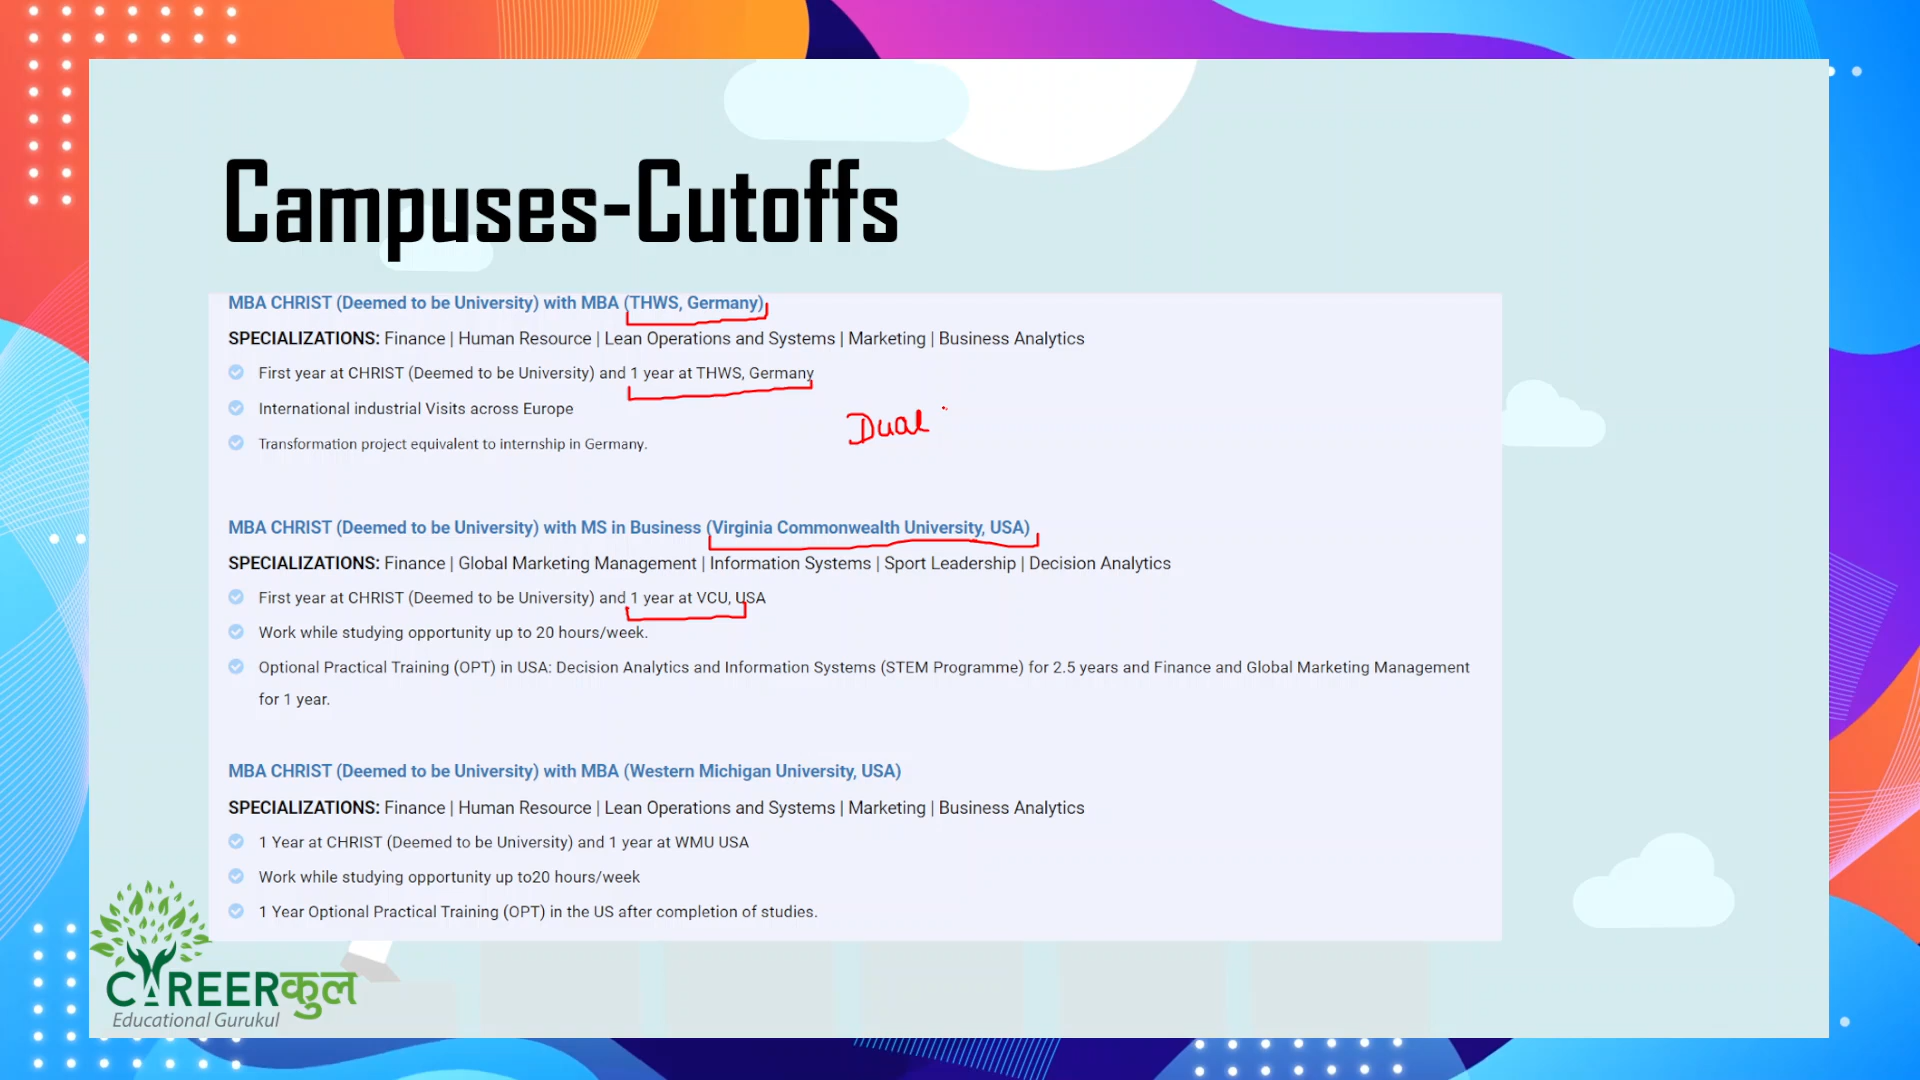 Campuses-Cutoffs
MBA CHRIST (Deemed to be University) with MBA (THWS, Germany)
SPECIALIZATIONS: Finance | Human Resource | Lean Operations and Systems | Marketing | Business Analytics
First year at CHRIST (Deemed to be University) and 1 year at THWS, Germany
International industrial Visits across Europe
Dual
Transformation project equivalent to internship in Germany.
MBA CHRIST (Deemed to be University) with MS in Business (Virginia Commonwealth University, USA)
SPECIALIZATIONS: Finance | Global Marketing Management | Information Systems | Sport Leadership | Decision Analytics
First year at CHRIST (Deemed to be University) and 1 year at VCU, USA
Work while studying opportunity up to 20 hours/week.
Optional Practical Training (OPT) in USA: Decision Analytics and Information Systems (STEM Programme) for 2.5 years and Finance and Global Marketing Management
for 1 year.
MBA CHRIST (Deemed to be University) with MBA (Western Michigan University, USA)
SPECIALIZATIONS: Finance | Human Resource | Lean Operations and Systems | Marketing | Business Analytics
1 Year at CHRIST (Deemed to be University) and 1 year at WMU USA
Work while studying opportunity up to20 hours/week
1 Year Optional Practical Training (OPT) in the US after completion of studies.
CAREERकुल
Educational Gurukul